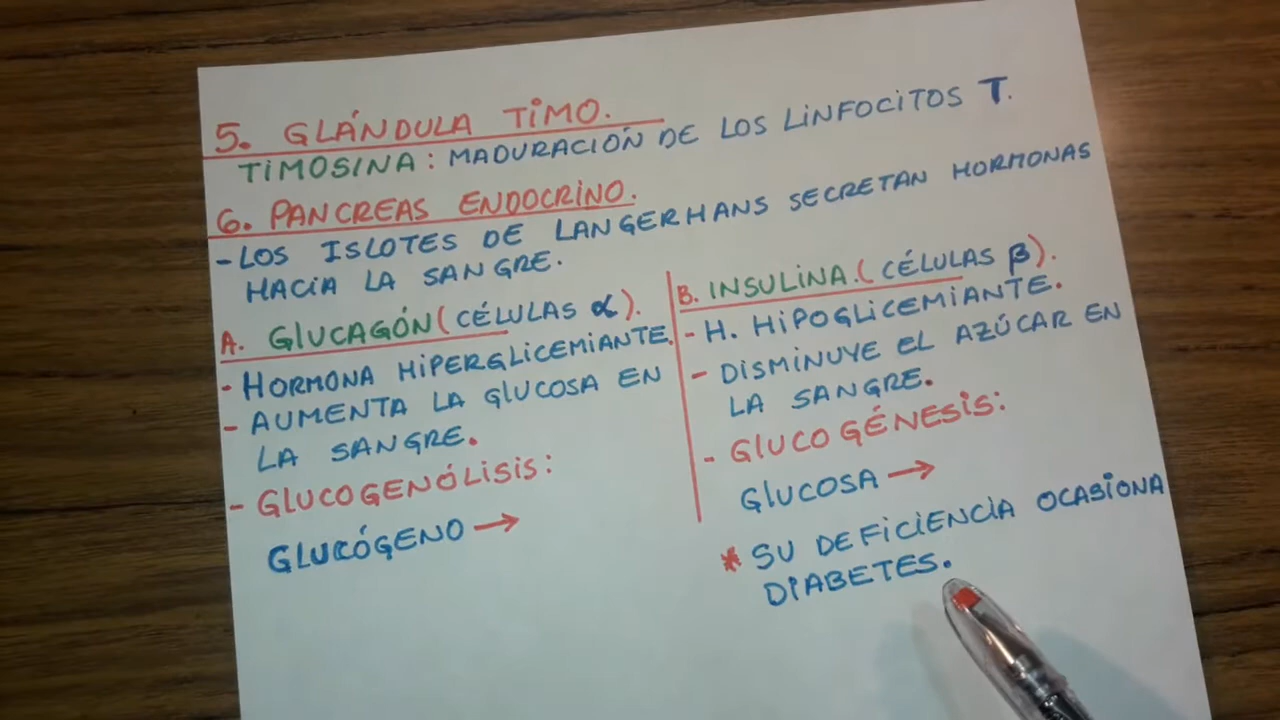 5. GLÁNDULA TIMO.
TIMOSINA: MADURACIÓN DE LOS LINFOCITOS T.
6. PANCREAS ENDOCRINO.
- LOS ISLOTES DE LANGERHANS SECRETAN HORMONAS
HACIA LA SANGRE.
A. GLUCAGÓN (CÉLULAS α).
- HORMONA HIPERGLICEMIANTE.
- AUMENTA LA GLUCOSA EN
LA SANGRE.
- GLUCOGENÓLISIS:
GLUCÓGENO →
B. INSULINA. (CÉLULAS β).
- H. HIPOGLICEMIANTE.
- DISMINUYE EL AZÚCAR EN
LA SANGRE.
- GLUCOGÉNESIS:
GLUCOSA →
* SU DEFICIENCIA OCASIONA
DIABETES.